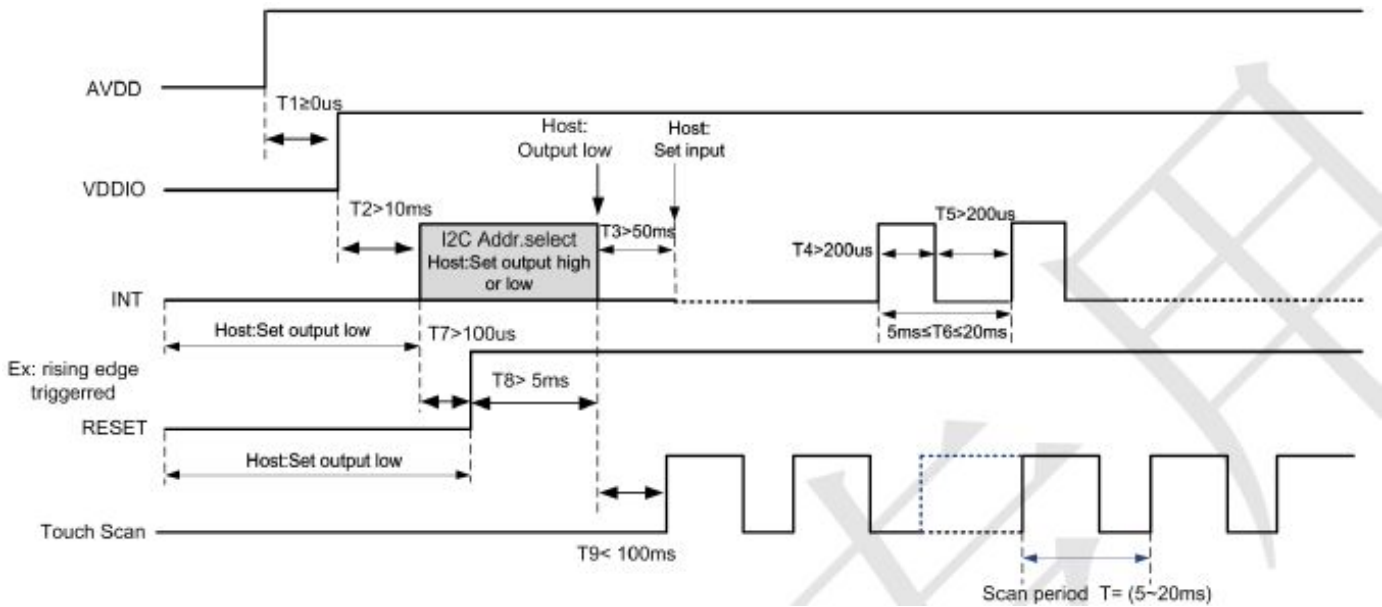 AVDD
T1≥0us
Host:
Output low
Host:
Set input
VDDIO
T2>10ms
I2C Addr.select
Host:Set output high
or low
T3>50ms
T4>200us
T5>200us
INT
Host:Set output low
T7>100us
5ms≤T6≤20ms
Ex: rising edge
triggerred
T8> 5ms
RESET
Host:Set output low
Touch Scan
T9< 100ms
Scan period T= (5~20ms)